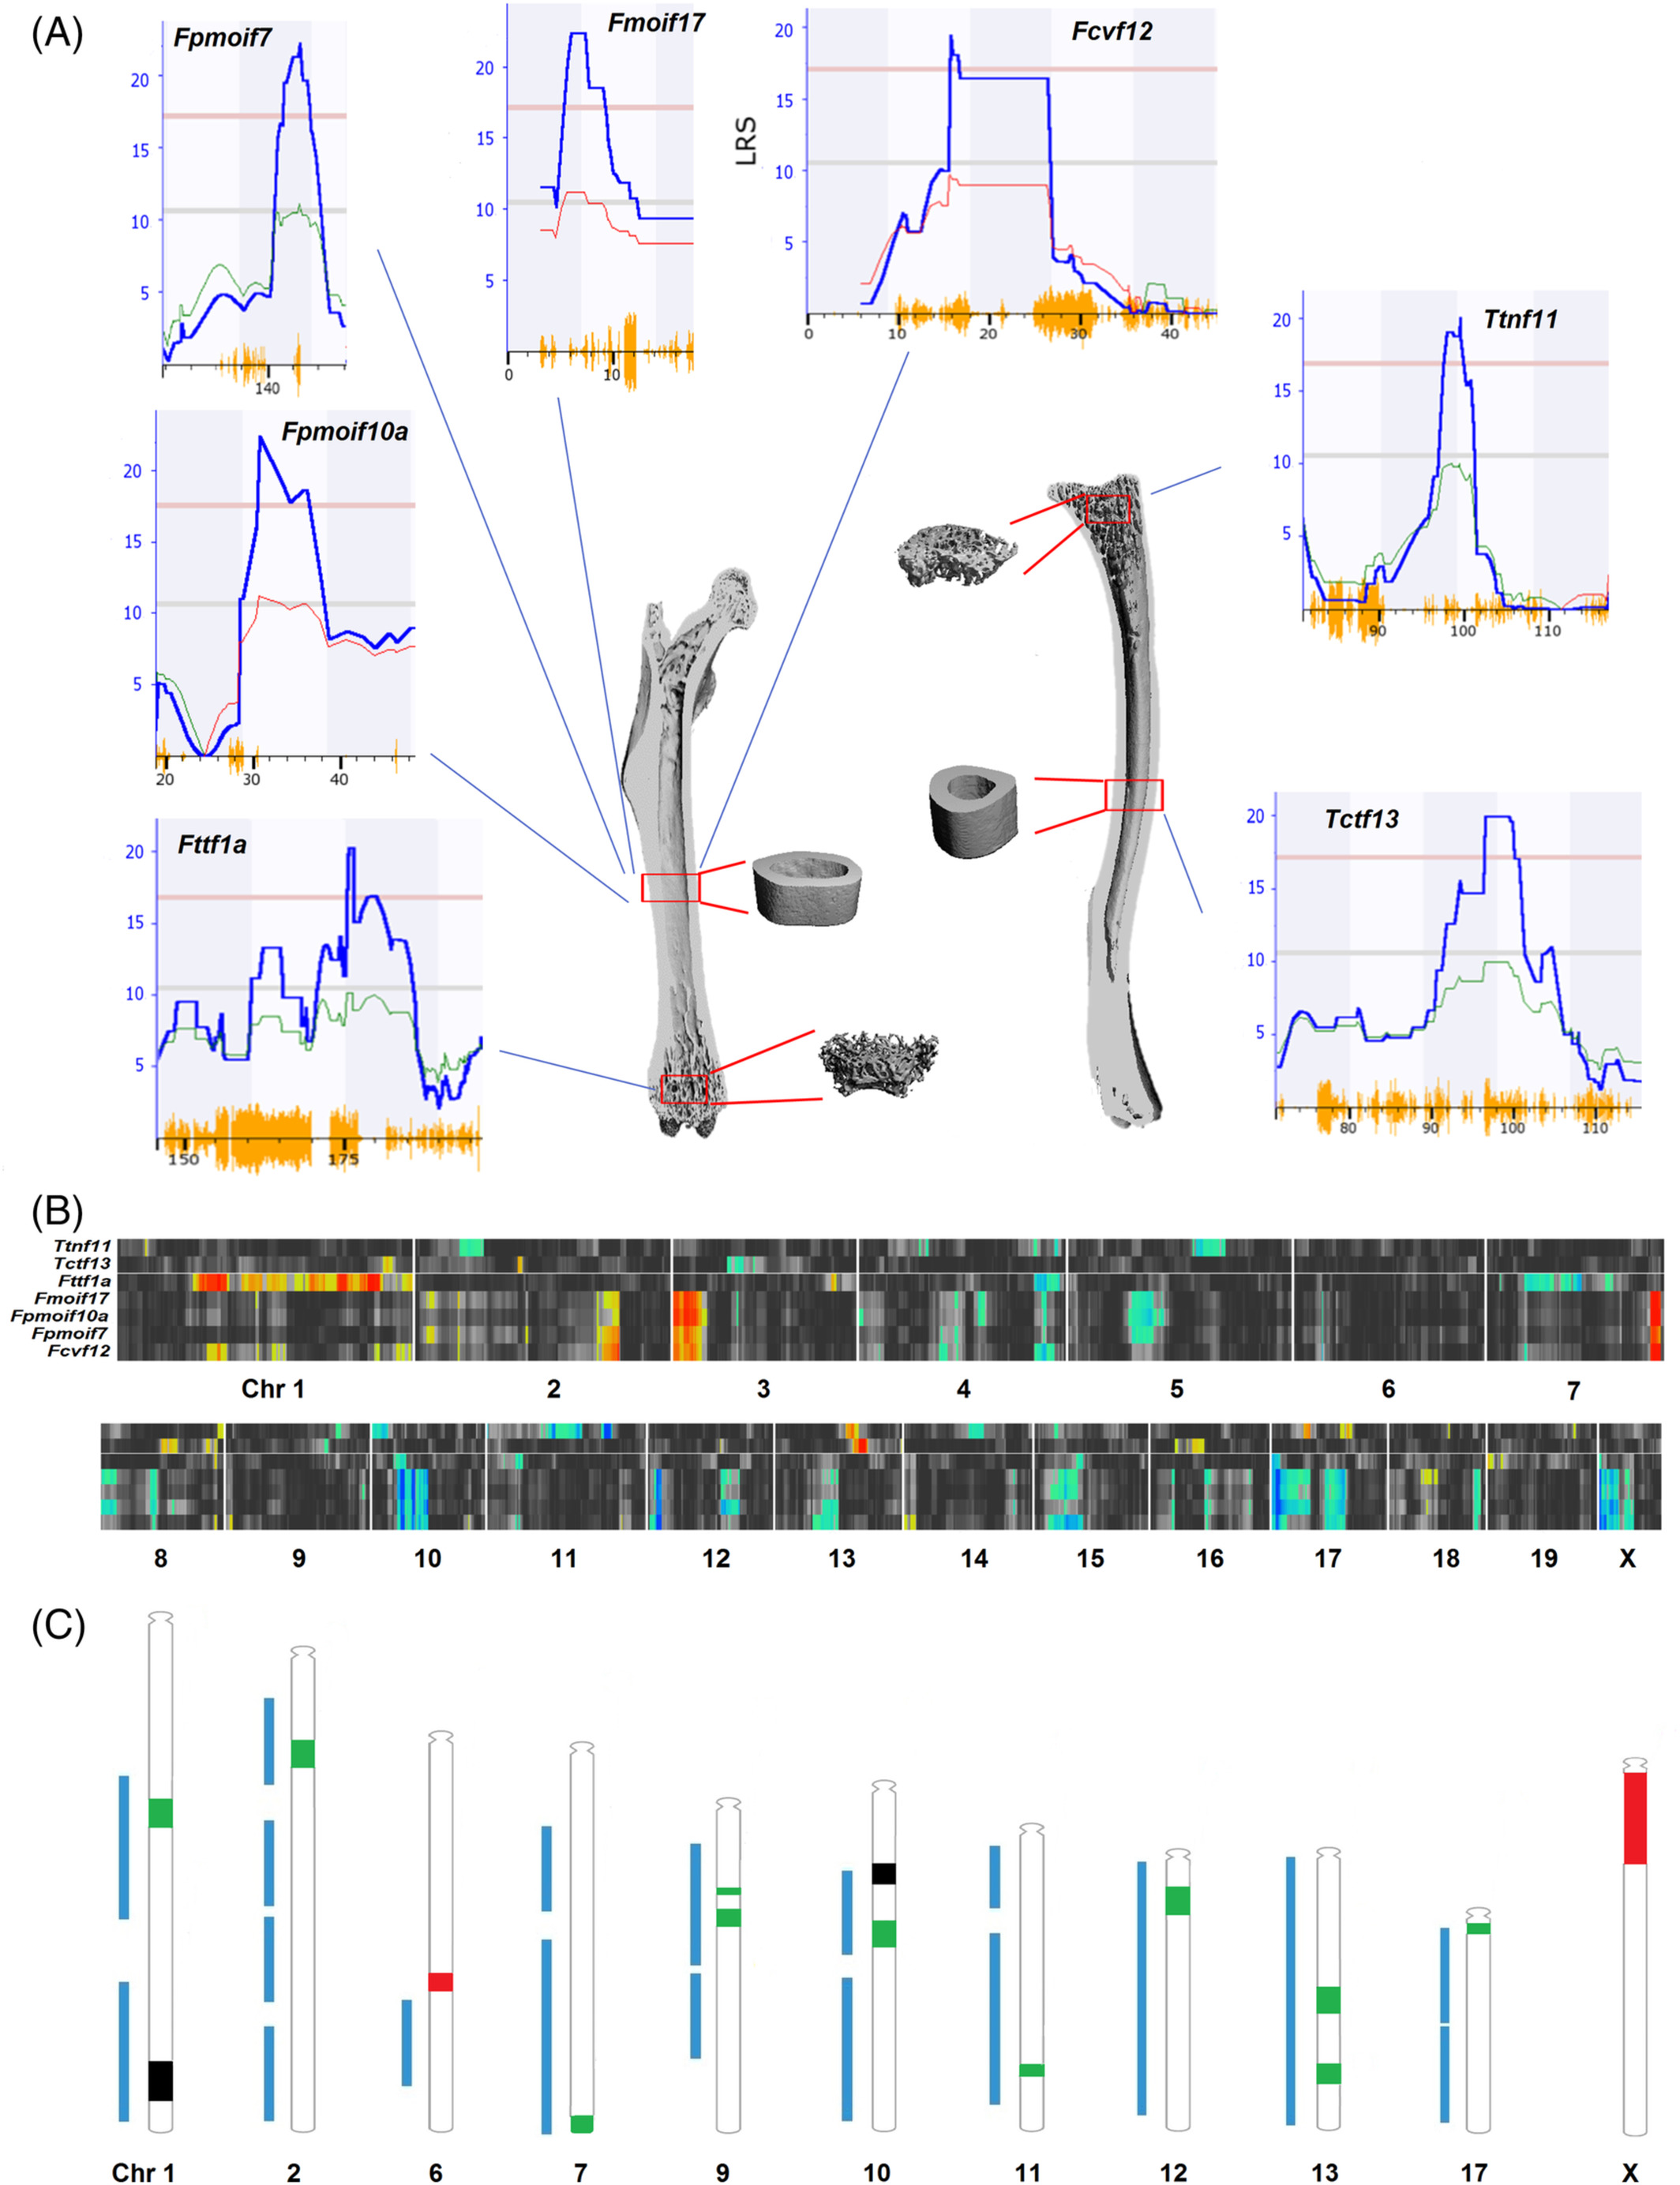 (A)
Fpmoif7
20
15
10
5
140
Fmoif17
20
15
10
5
0 10
Fcvf12
LRS
20
15
10
5
0 10 20 30 40
Ttnf11
20
15
10
5
90 100 110
Fpmoif10a
20
15
10
5
20 30 40
Fttf1a
20
15
10
5
150 175
Tctf13
20
15
10
5
80 90 100 110
(B)
Ttnf11
Tctf13
Fttf1a
Fmoif17
Fpmoif10a
Fpmoif7
Fcvf12
Chr 1 2 3 4 5 6 7
8 9 10 11 12 13 14 15 16 17 18 19 X
(C)
Chr 1 2 6 7 9 10 11 12 13 17 X